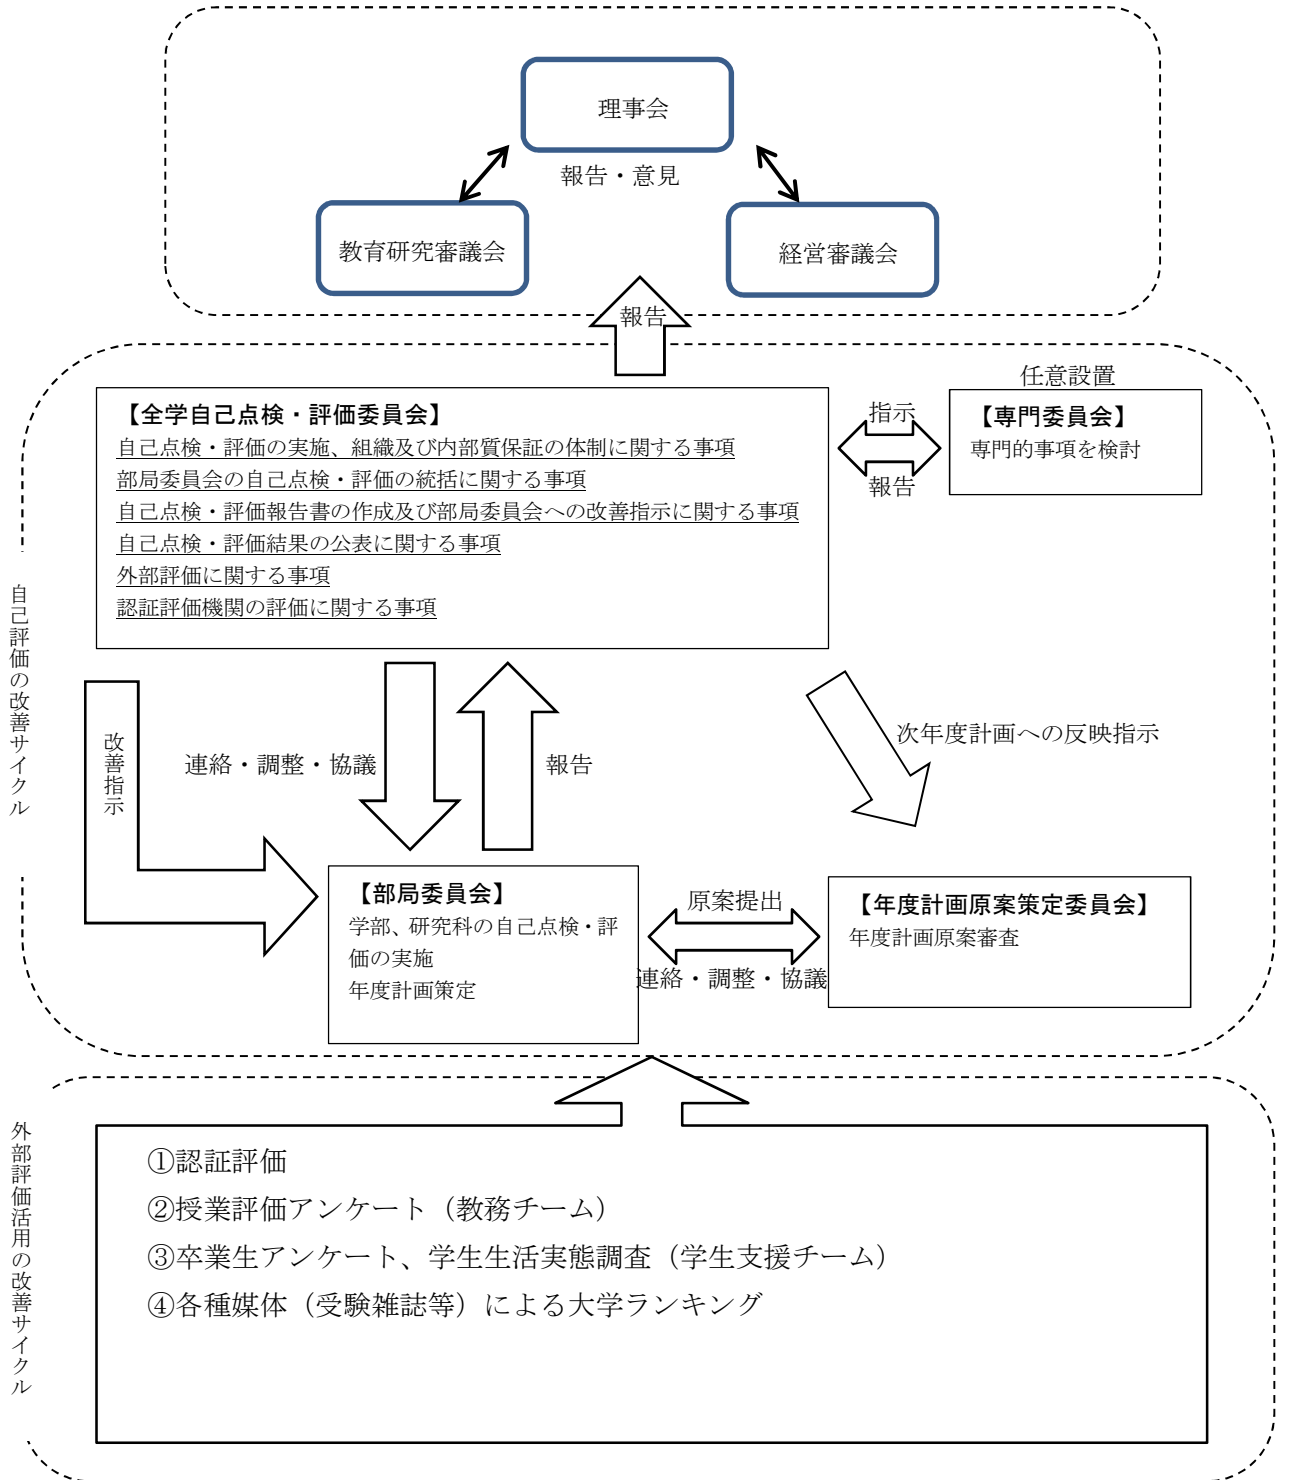 理事会
報告・意見
教育研究審議会
経営審議会
報告
任意設置
【全学自己点検・評価委員会】
自己点検・評価の実施、組織及び内部質保証の体制に関する事項
部局委員会の自己点検・評価の統括に関する事項
自己点検・評価報告書の作成及び部局委員会への改善指示に関する事項
自己点検・評価結果の公表に関する事項
外部評価に関する事項
認証評価機関の評価に関する事項
指示
報告
【専門委員会】
専門的事項を検討
自己評価の改善サイクル
改善指示
連絡・調整・協議
報告
次年度計画への反映指示
【部局委員会】
学部、研究科の自己点検・評
価の実施
年度計画策定
原案提出
連絡・調整・協議
【年度計画原案策定委員会】
年度計画原案審査
外部評価活用の改善サイクル
①認証評価
②授業評価アンケート（教務チーム）
③卒業生アンケート、学生生活実態調査（学生支援チーム）
④各種媒体（受験雑誌等）による大学ランキング